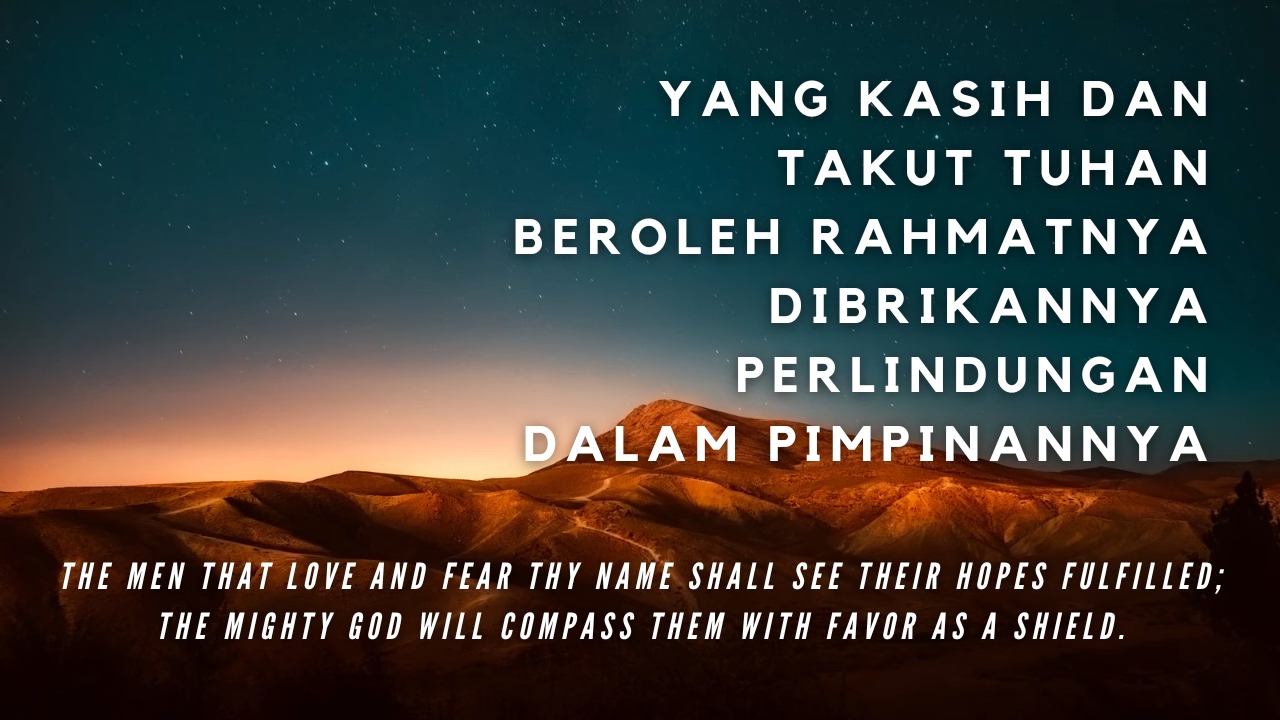 YANG KASIH DAN
TAKUT TUHAN
BEROLEH RAHMATNYA
DIBRIKANNYA
PERLINDUNGAN
DALAM PIMPINANNYA
THE MEN THAT LOVE AND FEAR THY NAME SHALL SEE THEIR HOPES FULFILLED;
THE MIGHTY GOD WILL COMPASS THEM WITH FAVOR AS A SHIELD.